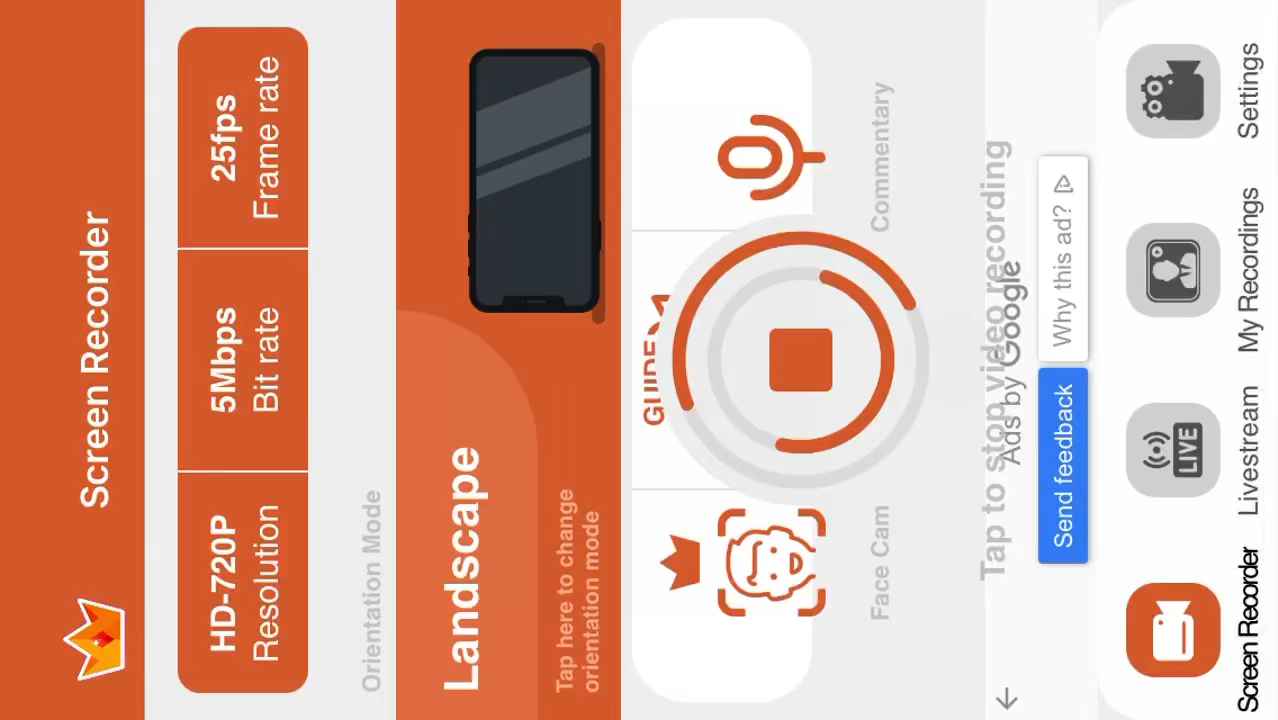 Screen Recorder
HD-720P
Resolution
5Mbps
Bit rate
25fps
Frame rate
Orientation Mode
Landscape
Tap here to change
orientation mode
Face Cam
Commentary
Tap to stop video recording
Ads by Google
Send feedback
Why this ad?
Screen Recorder
LIVE
Livestream
My Recordings
Settings